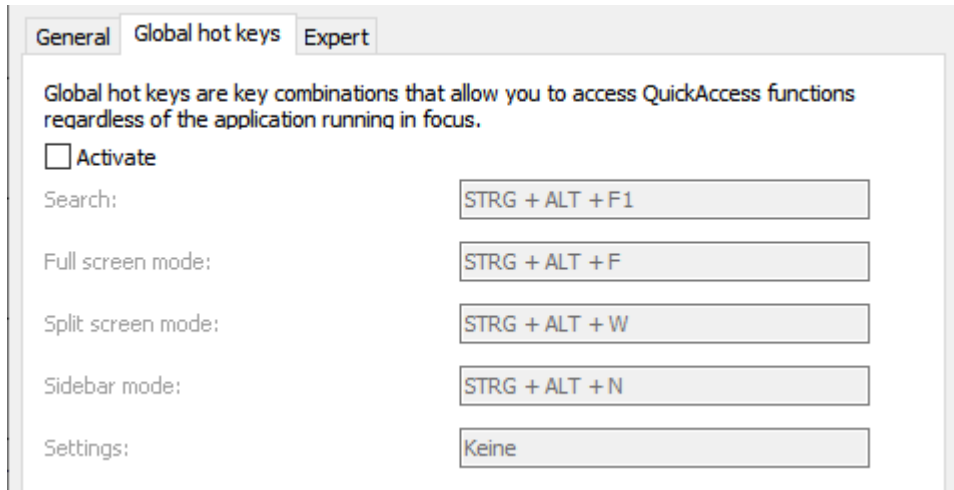 General Global hot keys Expert
Global hot keys are key combinations that allow you to access QuickAccess functions
regardless of the application running in focus.
Activate
Search: STRG + ALT + F1
Full screen mode: STRG + ALT + F
Split screen mode: STRG + ALT + W
Sidebar mode: STRG + ALT + N
Settings: Keine